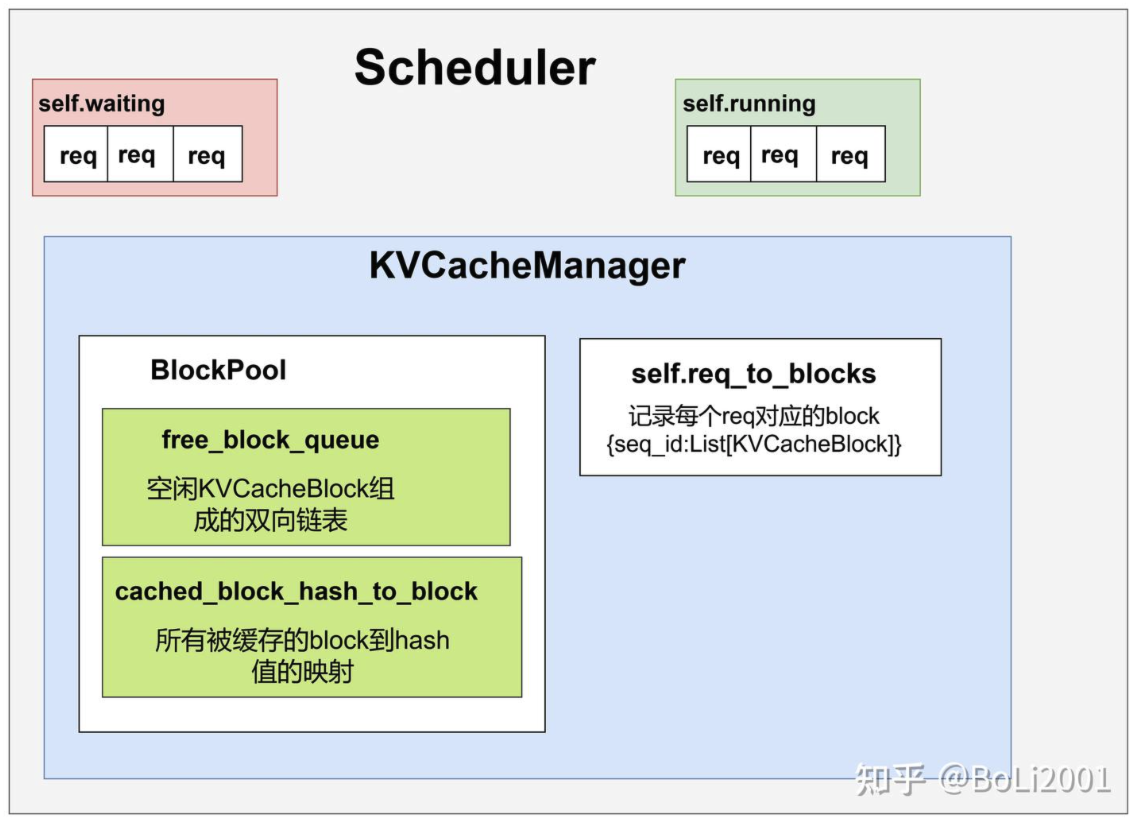 Scheduler
self.waiting
req req req
self.running
req req req
KVCacheManager
BlockPool
free_block_queue
空闲KVCacheBlock组
成的双向链表
cached_block_hash_to_block
所有被缓存的block到hash
值的映射
self.req_to_blocks
记录每个req对应的block
{seq_id:List[KVCacheBlock]}
知乎 @BoLi2001